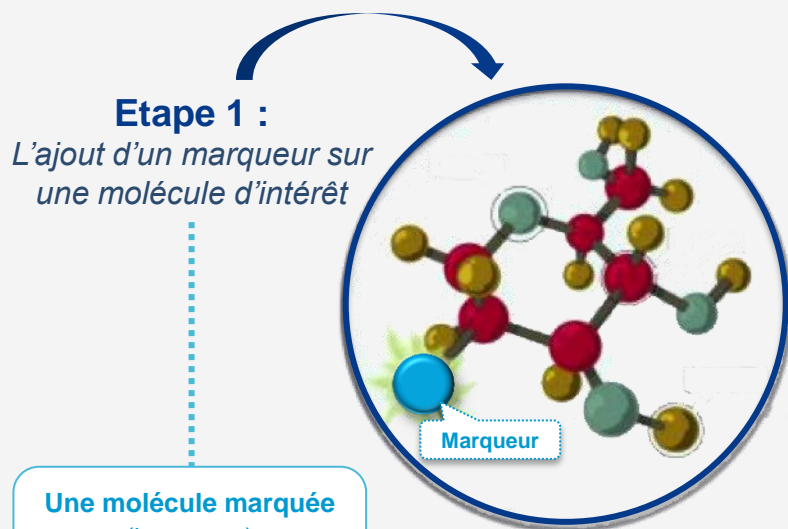 Etape 1 :
L'ajout d'un marqueur sur
une molécule d'intérêt
Marqueur
Une molécule marquée